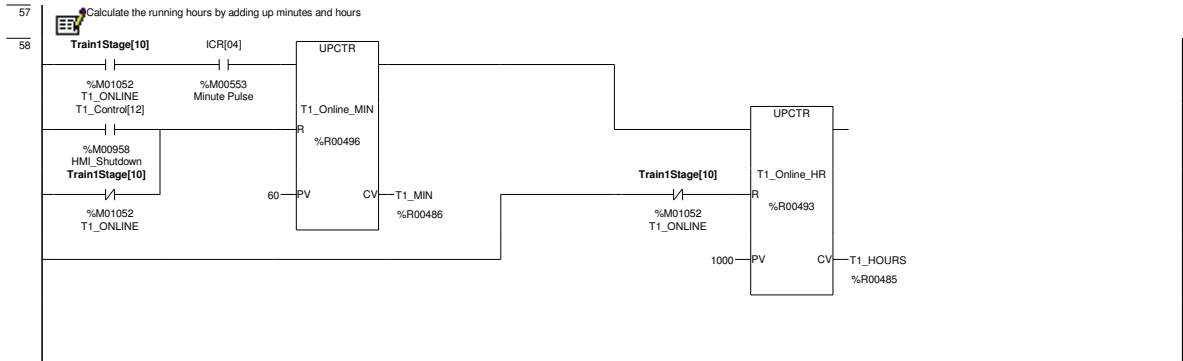 57
Calculate the running hours by adding up minutes and hours
58
Train1Stage[10]
ICR[04]
UPCTR
%M01052
T1_ONLINE
%M00553
Minute Pulse
T1_Control[12]
T1_Online_MIN
R
%R00496
UPCTR
%M00958
HMI_Shutdown
Train1Stage[10]
Train1Stage[10]
T1_Online_HR
60
PV
CV
T1_MIN
R
%R00493
%R00486
%M01052
T1_ONLINE
%M01052
T1_ONLINE
1000
PV
CV
T1_HOURS
%R00485